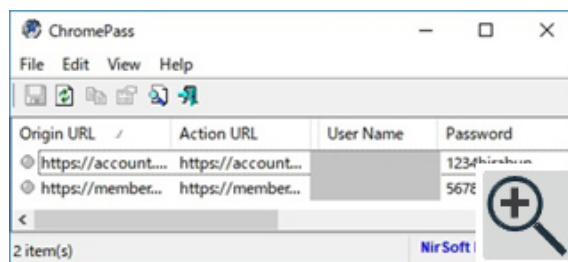 ChromePass
File Edit View Help
Origin URL / Action URL User Name Password
https://account.... https://account... 1234hirabun
https://member... https://member... 5678
2 item(s) NirSoft